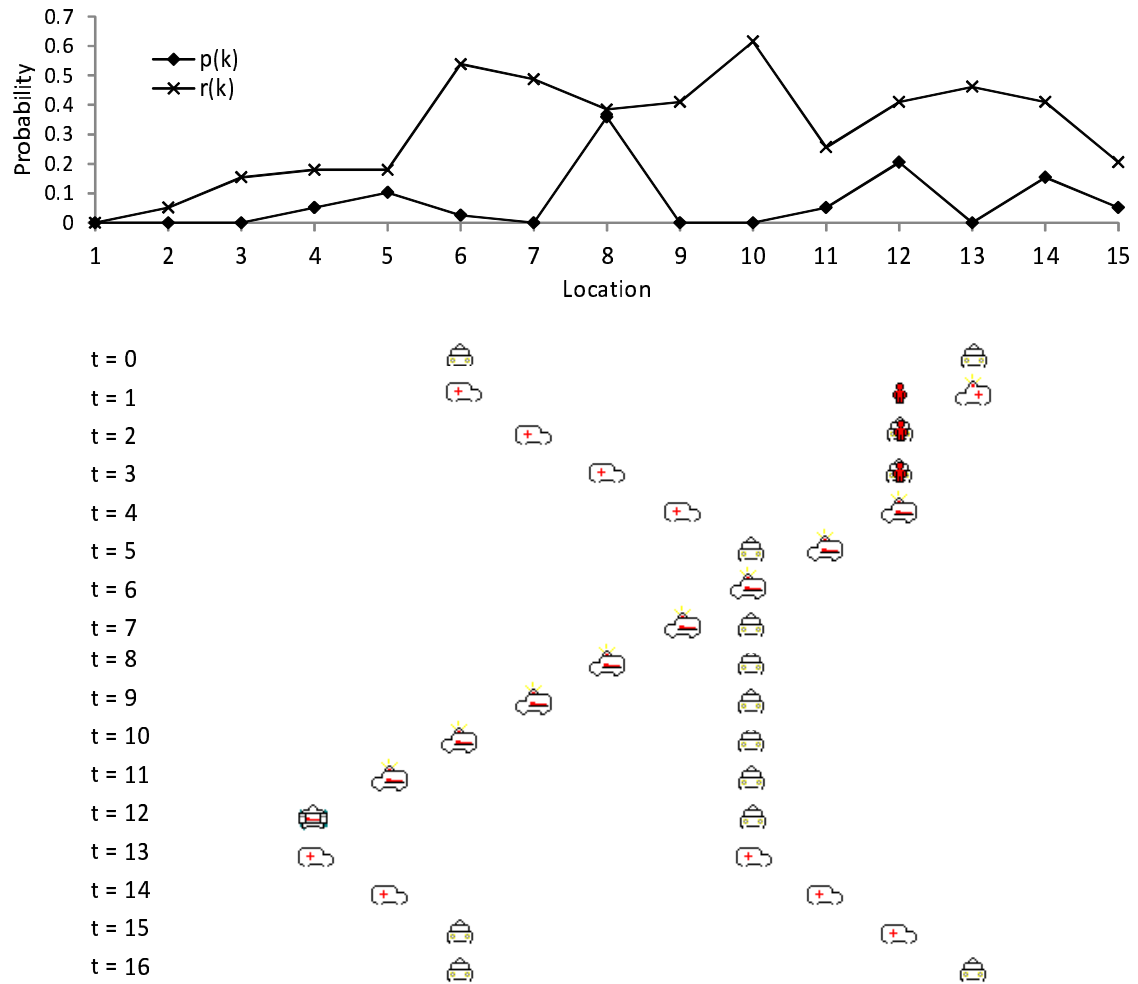 0.7
0.6
0.5
0.4
0.3
0.2
0.1
0
Probability
p(k)
r(k)
1 2 3 4 5 6 7 8 9 10 11 12 13 14 15
Location
t = 0
t = 1
t = 2
t = 3
t = 4
t = 5
t = 6
t = 7
t = 8
t = 9
t = 10
t = 11
t = 12
t = 13
t = 14
t = 15
t = 16